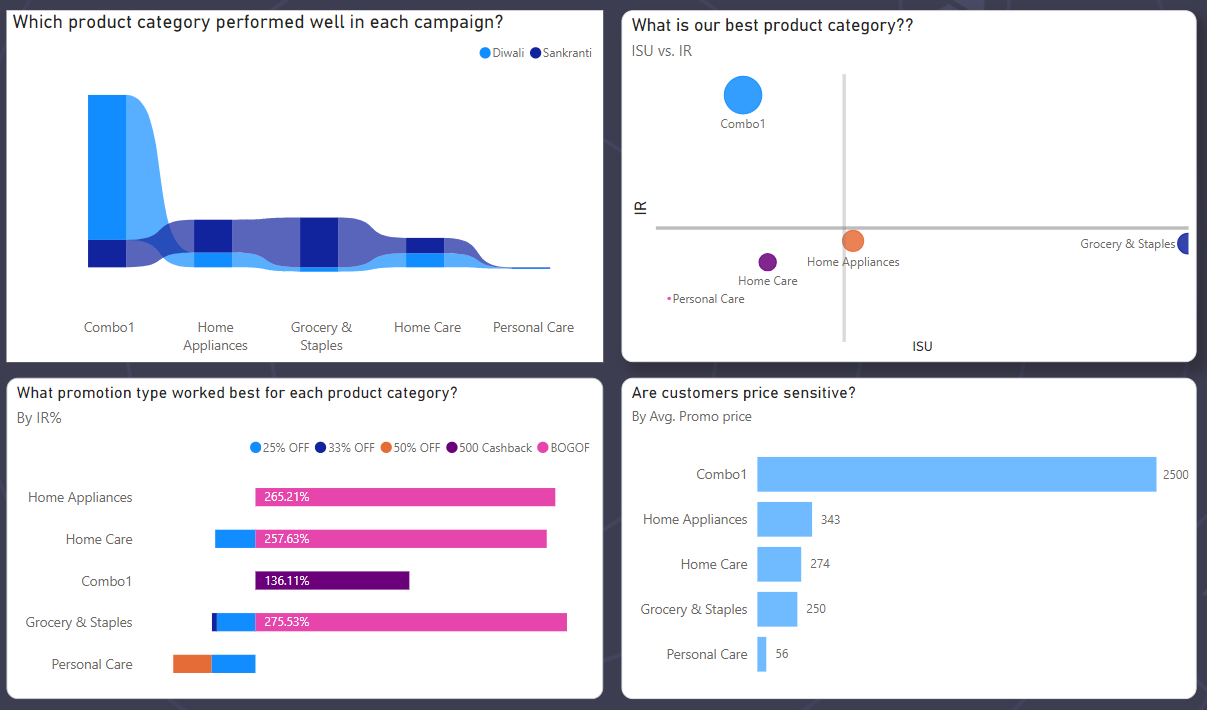 Which product category performed well in each campaign?
Diwali Sankranti
Combo1
Home
Appliances
Grocery &
Staples
Home Care
Personal Care
What is our best product category??
ISU vs. IR
Combo1
IR
Grocery & Staples
Home Appliances
Home Care
Personal Care
ISU
What promotion type worked best for each product category?
By IR%
25% OFF 33% OFF 50% OFF 500 Cashback BOGOF
Home Appliances 265.21%
Home Care 257.63%
Combo1 136.11%
Grocery & Staples 275.53%
Personal Care
Are customers price sensitive?
By Avg. Promo price
Combo1 2500
Home Appliances 343
Home Care 274
Grocery & Staples 250
Personal Care 56